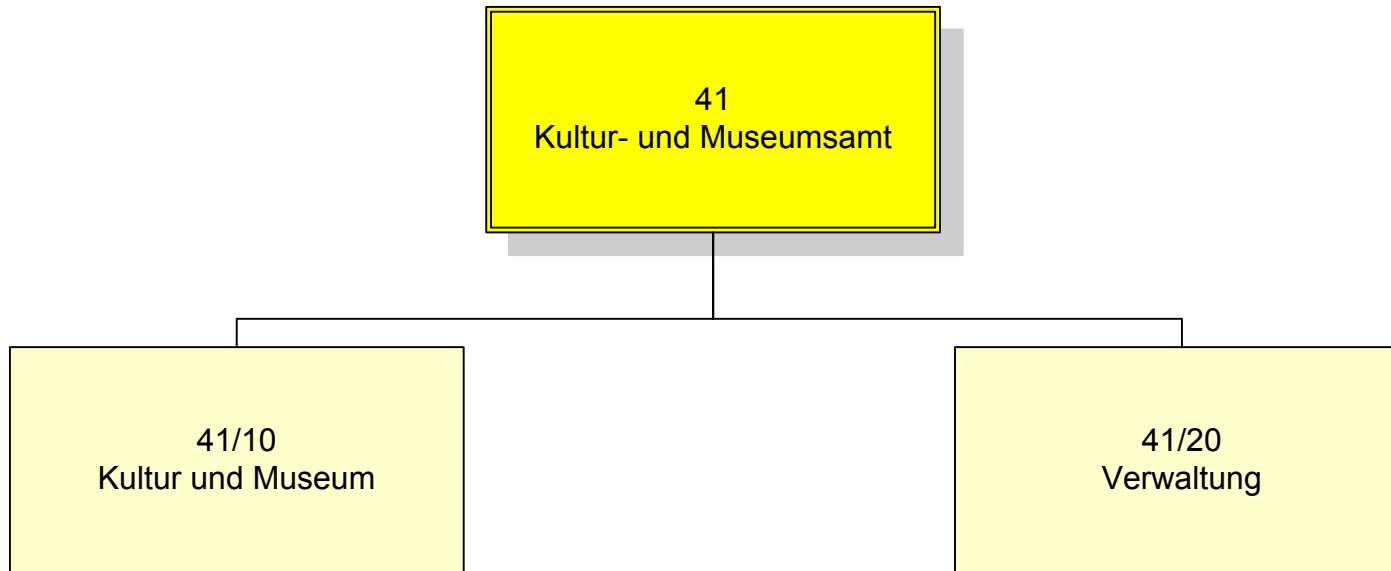 41
Kultur- und Museumsamt
41/10
Kultur und Museum
41/20
Verwaltung